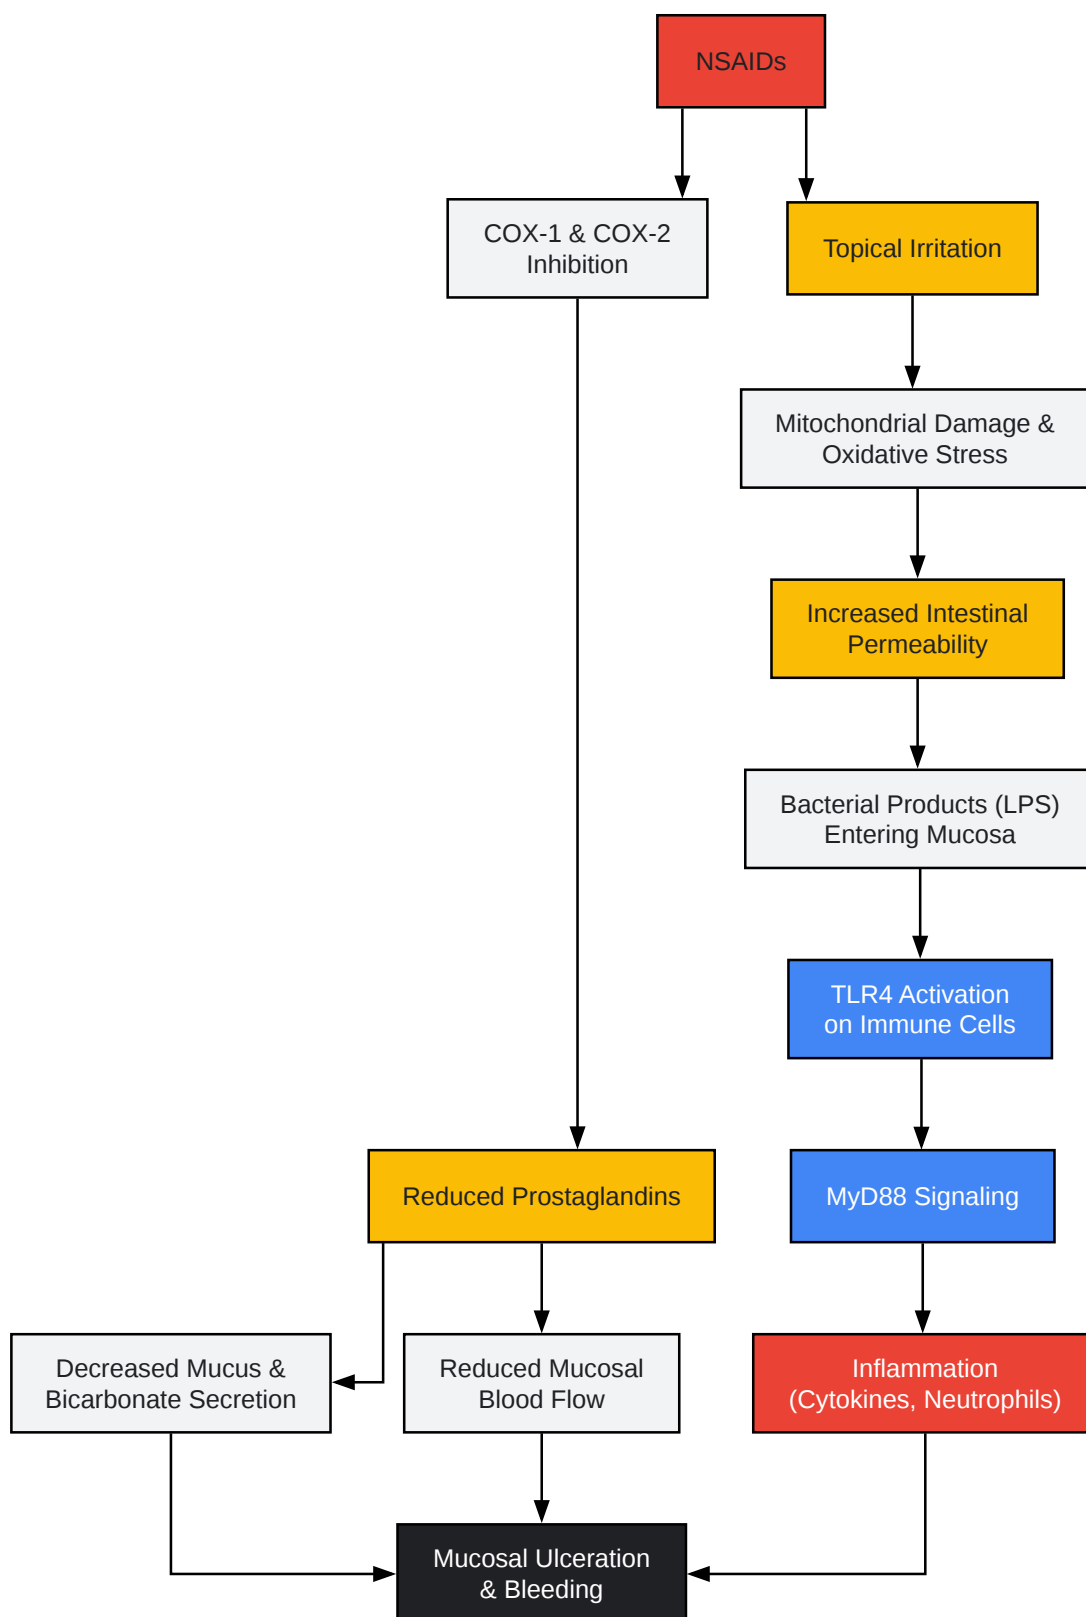 NSAIDs
COX-1 & COX-2
Inhibition
Topical Irritation
Mitochondrial Damage &
Oxidative Stress
Increased Intestinal
Permeability
Bacterial Products (LPS)
Entering Mucosa
TLR4 Activation
on Immune Cells
Reduced Prostaglandins
MyD88 Signaling
Decreased Mucus &
Bicarbonate Secretion
Reduced Mucosal
Blood Flow
Inflammation
(Cytokines, Neutrophils)
Mucosal Ulceration
& Bleeding